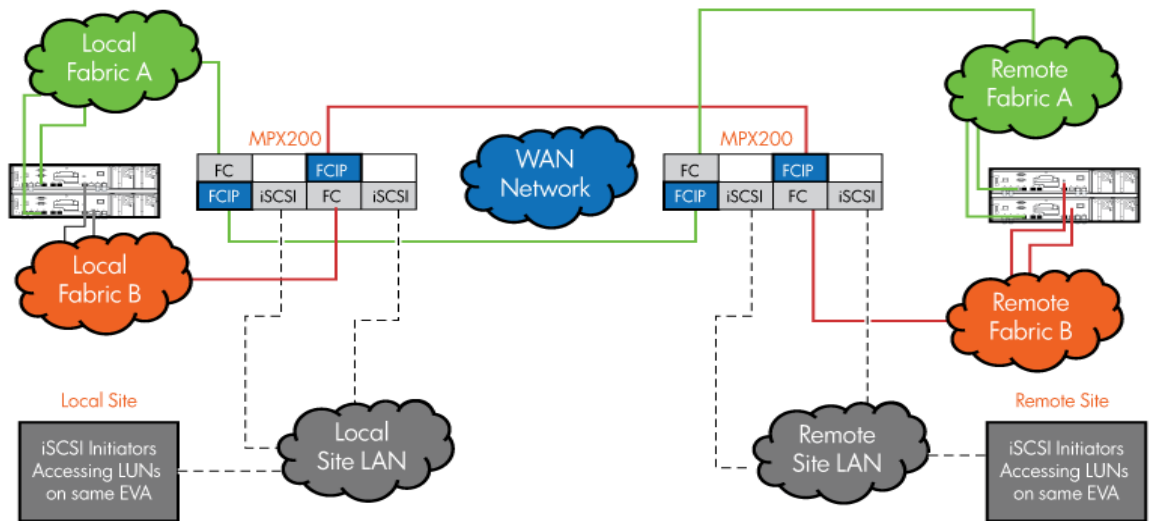 Local
Fabric A
Remote
Fabric A
MPX200
MPX200
WAN
Network
FC
FCIP
FCIP
iSCSI
FC
iSCSI
FC
FCIP
FCIP
iSCSI
FC
iSCSI
Local
Fabric B
Remote
Fabric B
Local Site
Remote Site
iSCSI Initiators
Accessing LUNs
on same EVA
Local
Site LAN
Remote
Site LAN
iSCSI Initiators
Accessing LUNs
on same EVA